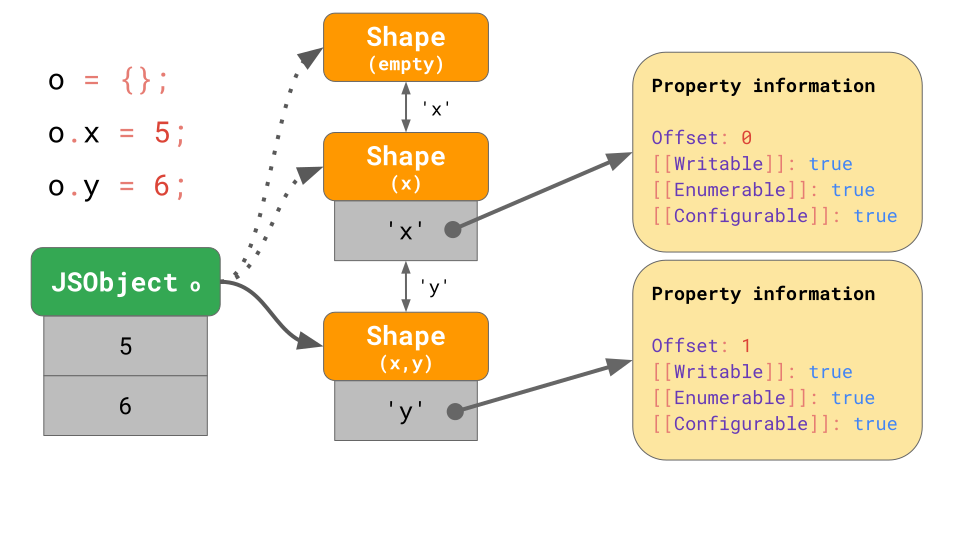 o = {};
o.x = 5;
o.y = 6;
JSObject o
5
6
Shape
(empty)
'x'
Shape
(x)
'x'
'y'
Shape
(x,y)
'y'
Property information
Offset: 0
[[Writable]]: true
[[Enumerable]]: true
[[Configurable]]: true
Property information
Offset: 1
[[Writable]]: true
[[Enumerable]]: true
[[Configurable]]: true